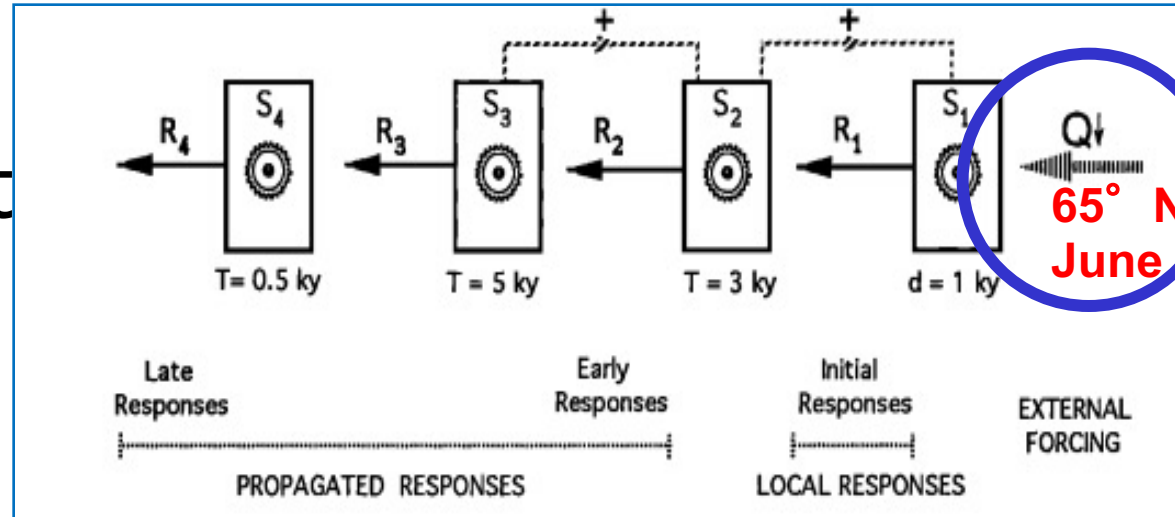 + +
S4 S3 S2 S1
R4 R3 R2 R1 Q↓
65° N
June
T= 0.5 ky T = 5 ky T = 3 ky d = 1 ky
Late Responses
Early Responses
Initial Responses
EXTERNAL FORCING
PROPAGATED RESPONSES LOCAL RESPONSES